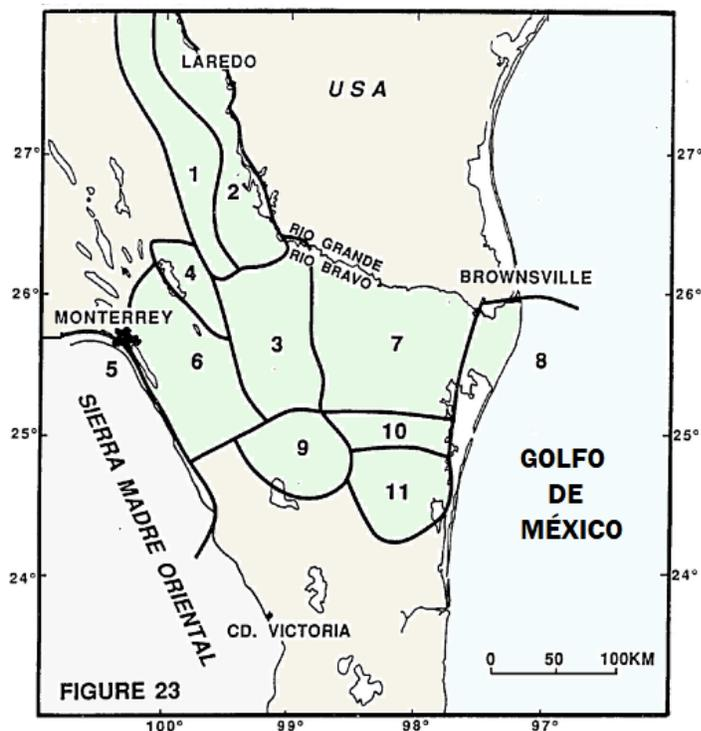 LAREDO
USA
27°
27°
1
2
RIO GRANDE
RIO BRAVO
4
BROWNSVILLE
26°
26°
MONTERREY
3
7
5
6
8
SIERRA MADRE ORIENTAL
25°
25°
10
9
GOLFO
DE
MÉXICO
11
24°
24°
CD. VICTORIA
0 50 100KM
FIGURE 23
100° 99° 98° 97°